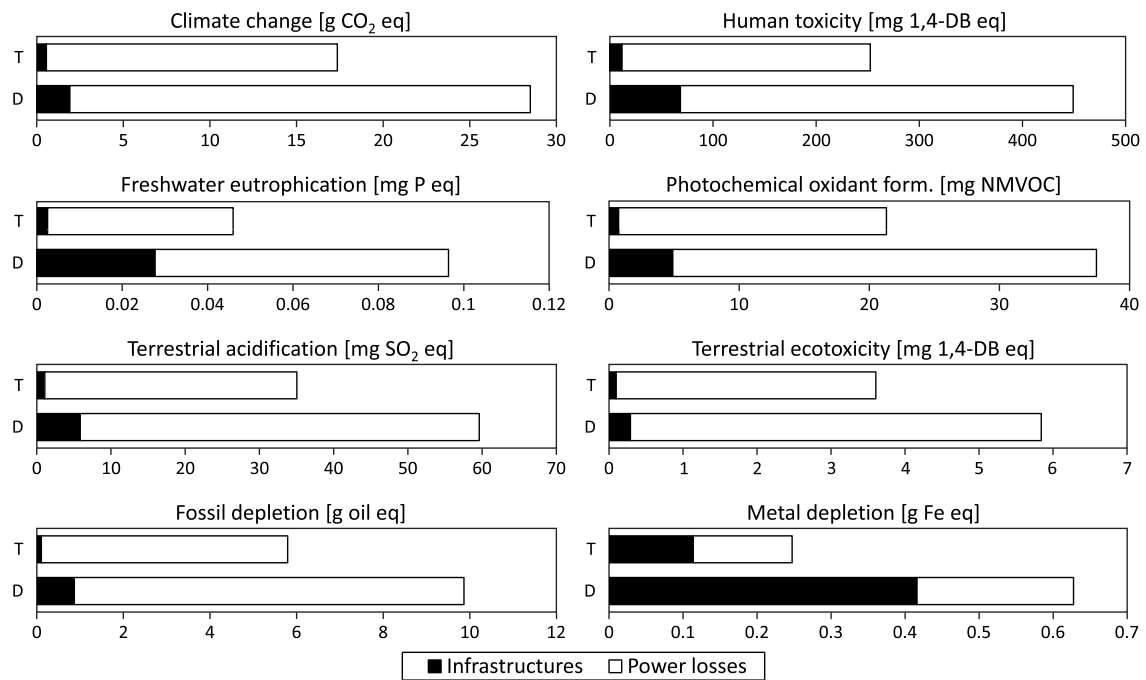 Climate change [g CO₂ eq]
T
D
0 5 10 15 20 25 30
Human toxicity [mg 1,4-DB eq]
T
D
0 100 200 300 400 500
Freshwater eutrophication [mg P eq]
T
D
0 0.02 0.04 0.06 0.08 0.1 0.12
Photochemical oxidant form. [mg NMVOC]
T
D
0 10 20 30 40
Terrestrial acidification [mg SO₂ eq]
T
D
0 10 20 30 40 50 60 70
Terrestrial ecotoxicity [mg 1,4-DB eq]
T
D
0 1 2 3 4 5 6 7
Fossil depletion [g oil eq]
T
D
0 2 4 6 8 10 12
Metal depletion [g Fe eq]
T
D
0 0.1 0.2 0.3 0.4 0.5 0.6 0.7
Infrastructures Power losses